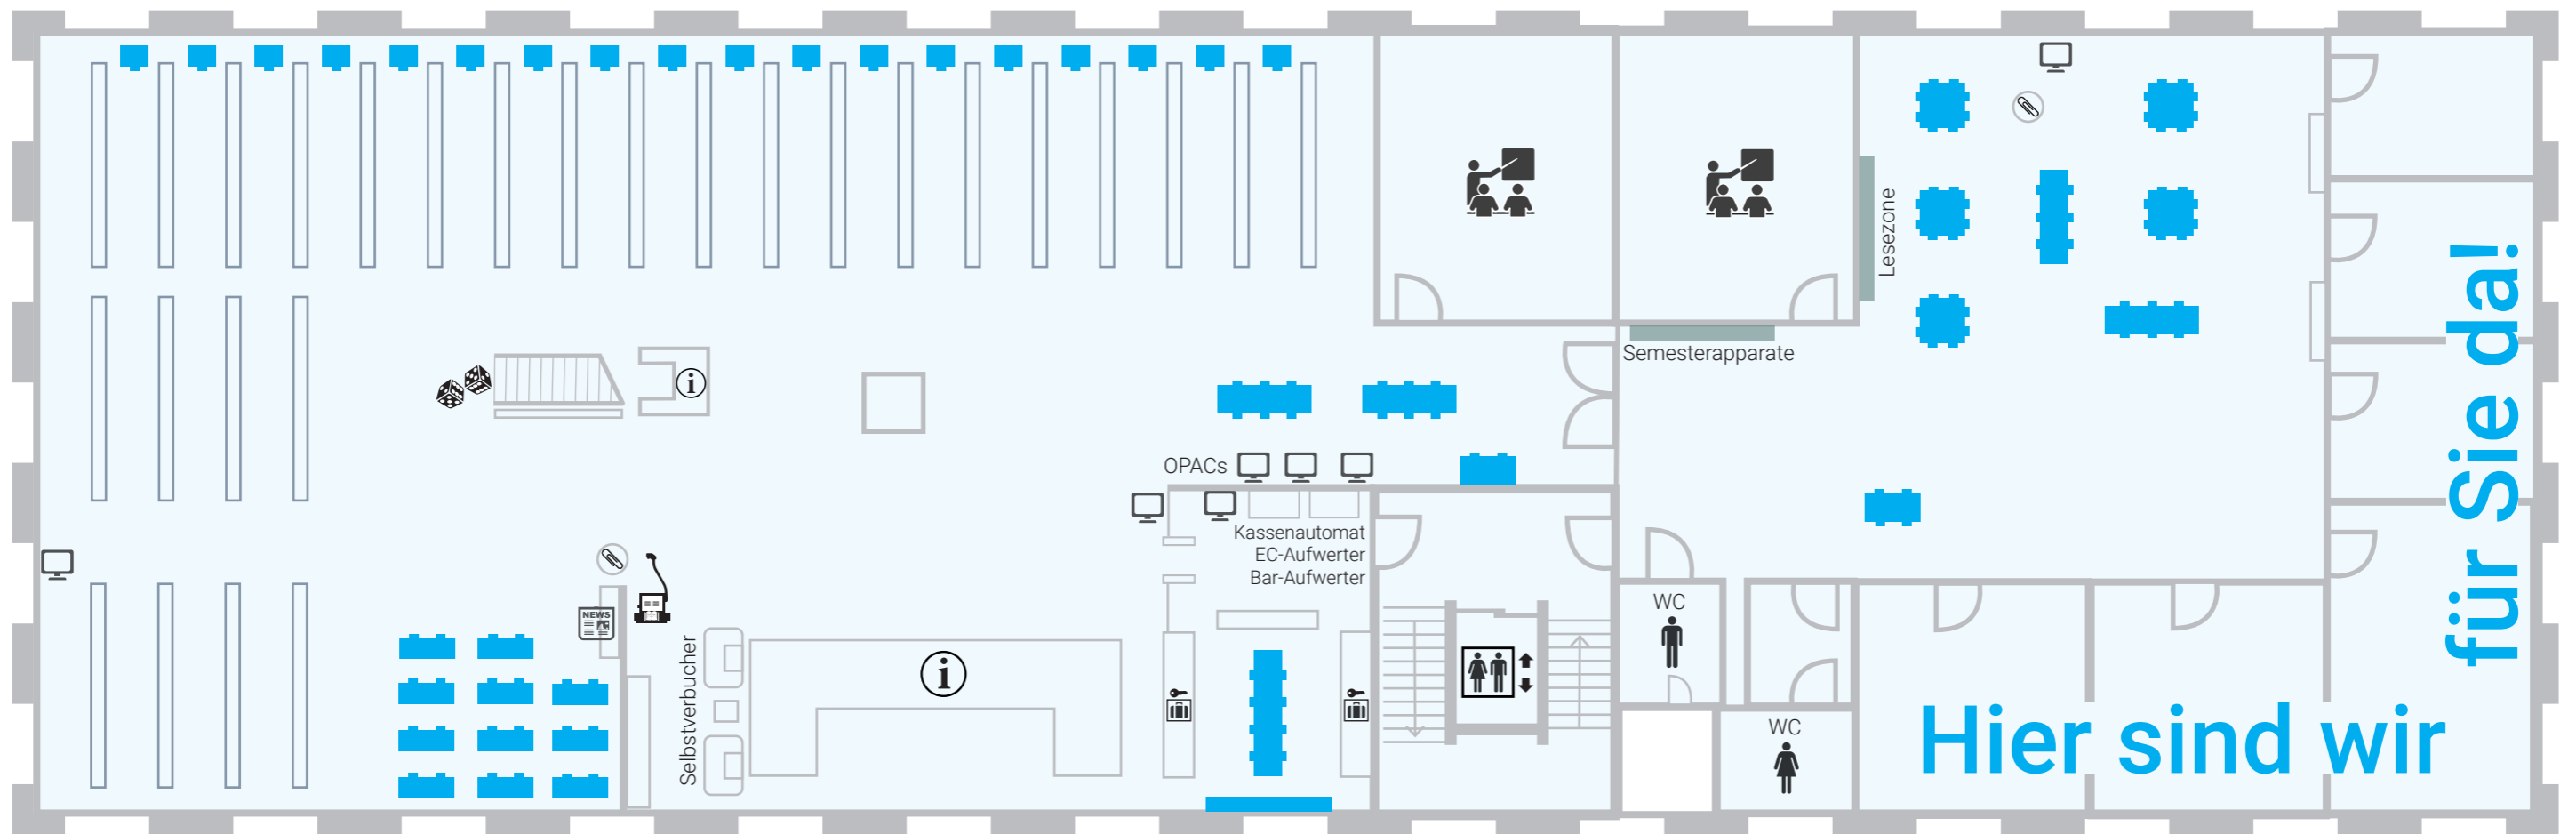 Lesezone
Semesterapparate
OPACs
Kassenautomat
EC-Aufwerter
Bar-Aufwerter
NEWS
Selbstverbucher
WC
WC
i
i
Hier sind wir
für Sie da!